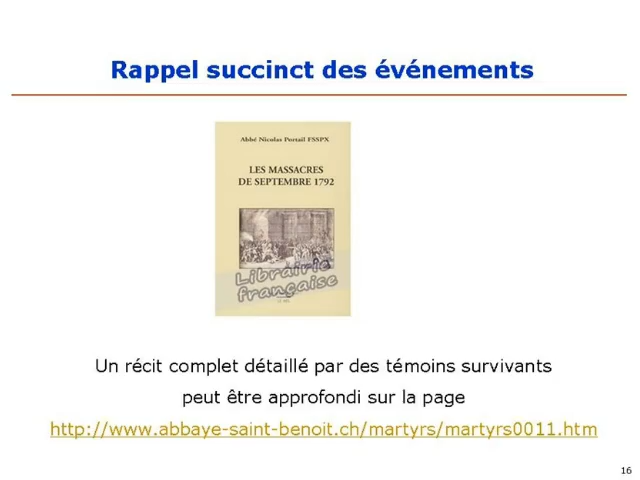 Rappel succinct des événements
Abbé Nicolas Portail FSSPX
LES MASSACRES
DE SEPTEMBRE 1792
Librairie
française
Un récit complet détaillé par des témoins survivants
peut être approfondi sur la page
http://www.abbaye-saint-benoit.ch/martyrs/martyrs0011.htm
16